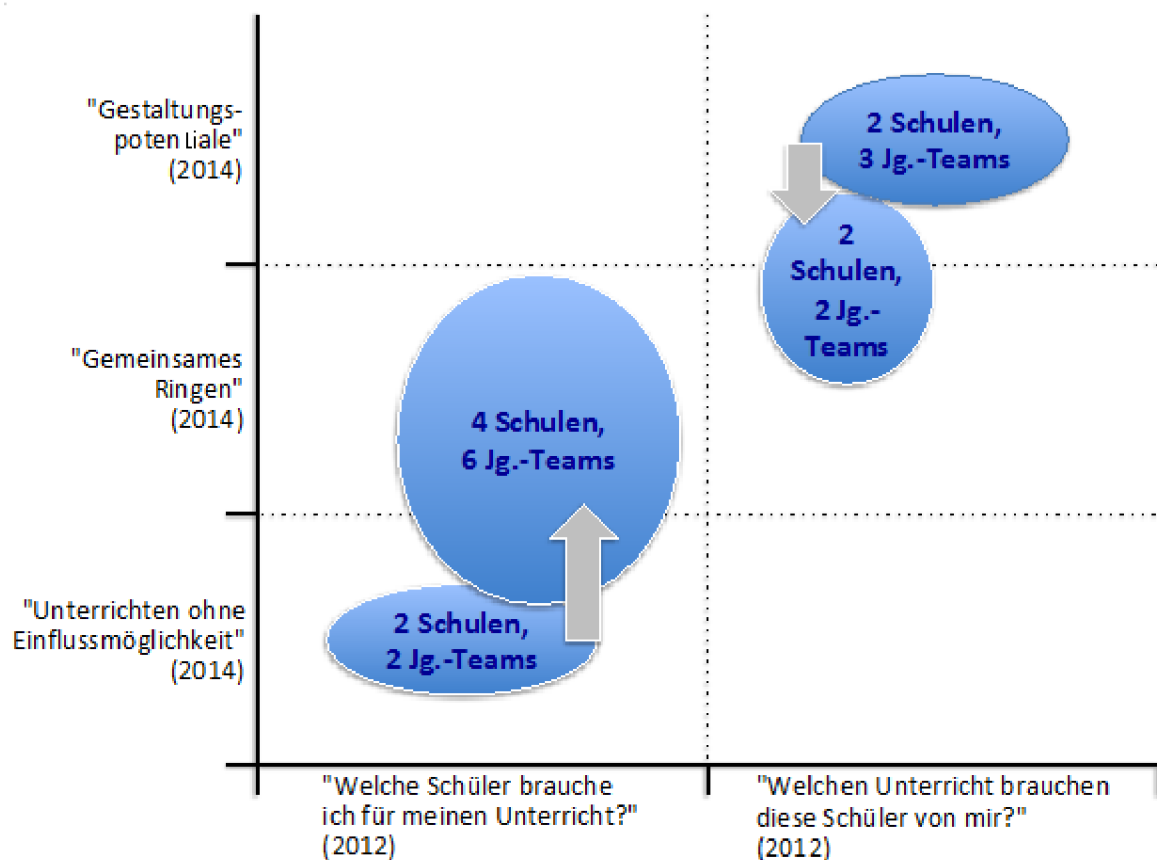 "Gestaltungs-
poten tiale"
(2014)
2 Schulen,
3 Jg.-Teams
2
Schulen,
2 Jg.-
Teams
"Gemeinsames
Ringen"
(2014)
4 Schulen,
6 Jg.-Teams
"Unterrichten ohne
Einflussmöglichkeit"
(2014)
2 Schulen,
2 Jg.-Teams
"Welche Schüler brauche
ich für meinen Unterricht?"
(2012)
"Welchen Unterricht brauchen
diese Schüler von mir?"
(2012)